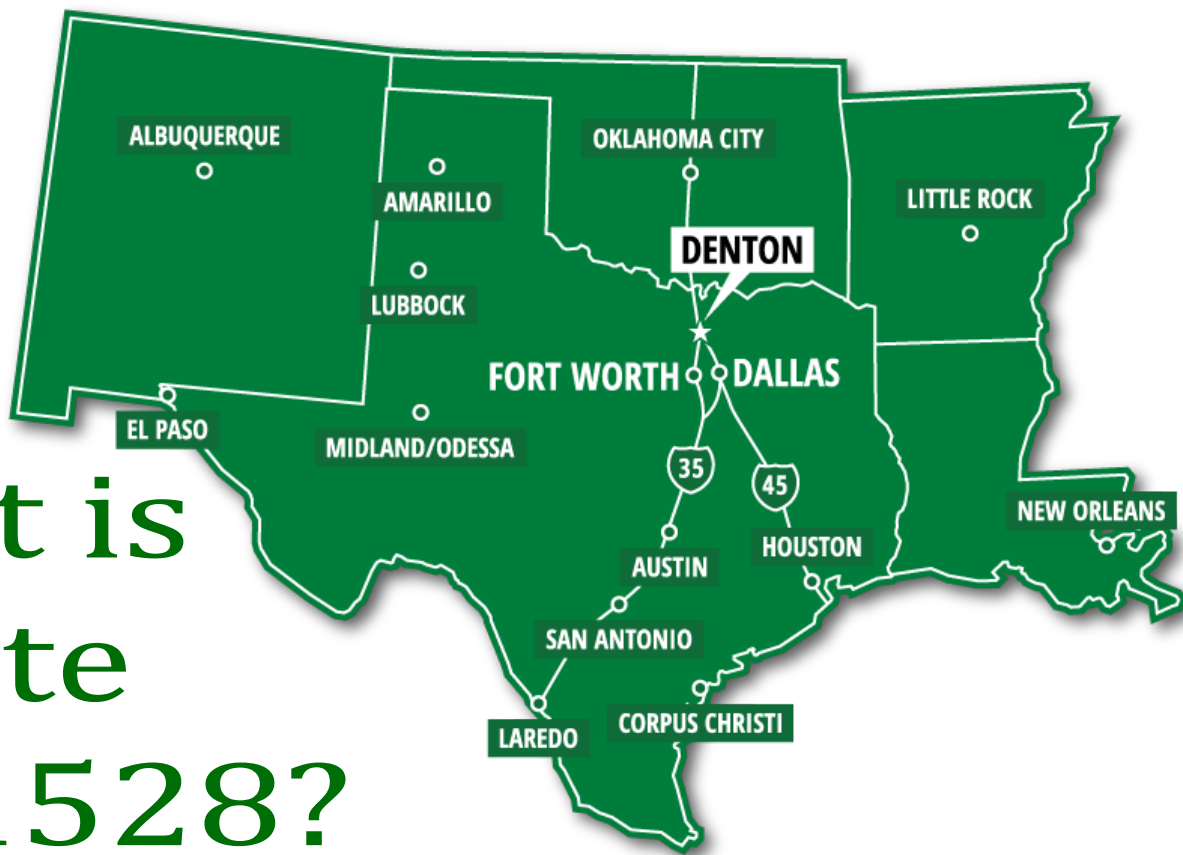 ALBUQUERQUE
OKLAHOMA CITY
AMARILLO
LITTLE ROCK
DENTON
LUBBOCK
FORT WORTH
DALLAS
EL PASO
MIDLAND/ODESSA
35
45
t is
NEW ORLEANS
HOUSTON
AUSTIN
te
SAN ANTONIO
CORPUS CHRISTI
LAREDO
528?